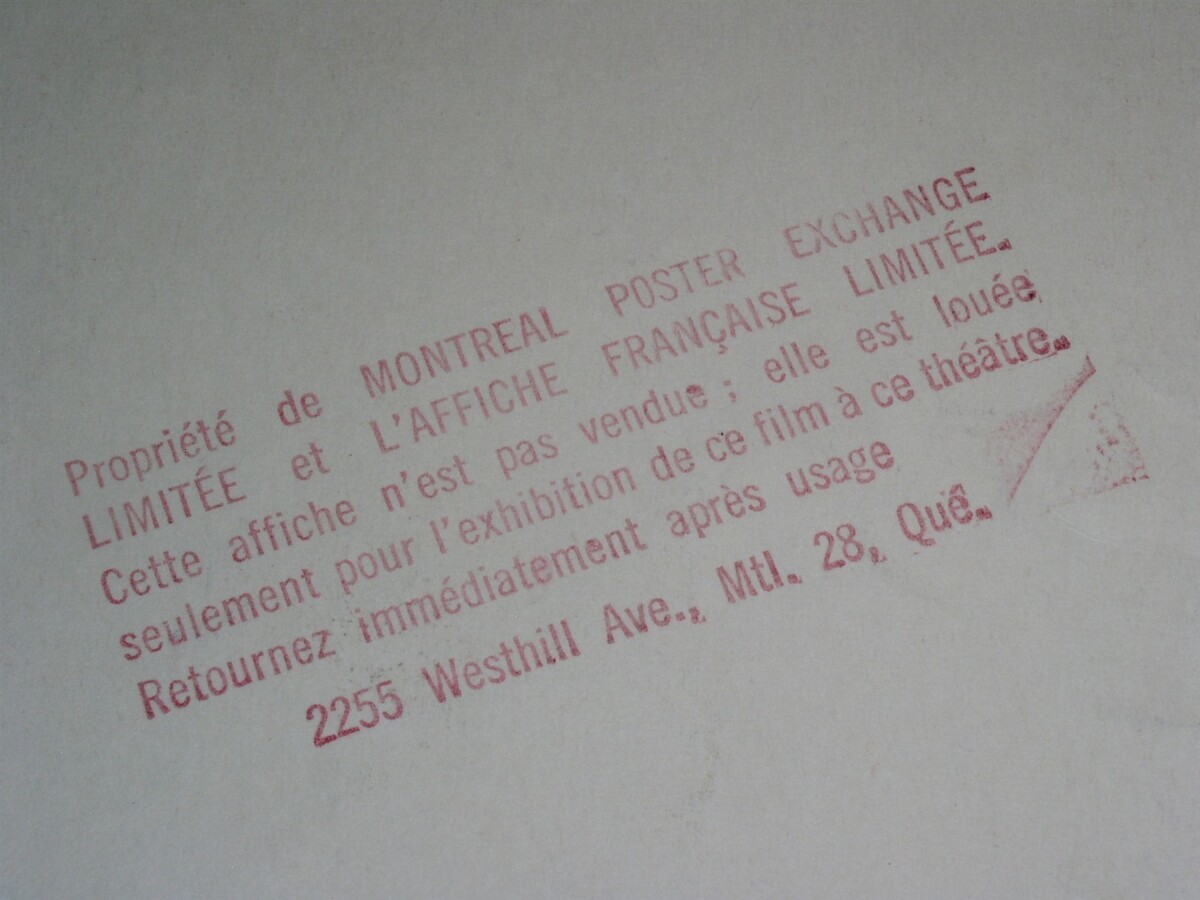 Propriété de MONTREAL POSTER EXCHANGE
LIMITÉE et L'AFFICHE FRANÇAISE LIMITÉE.
Cette affiche n'est pas vendue ; elle est louée
seulement pour l'exhibition de ce film à ce théâtre.
Retournez immédiatement après usage
2255 Westhill Ave., Mtl. 28, Qué.